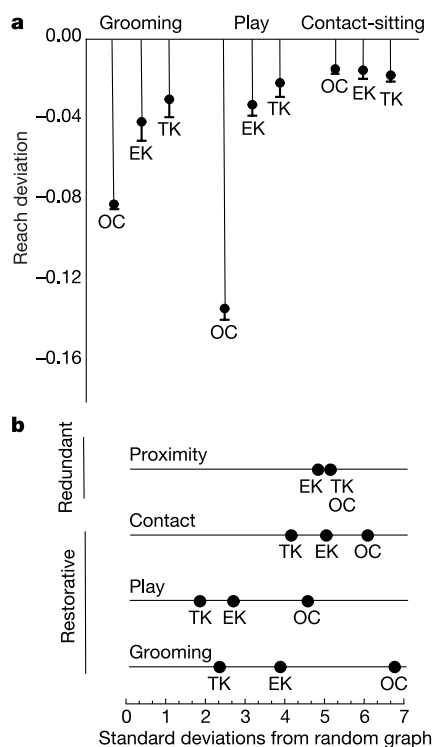 a
Grooming Play Contact-sitting
0.00
−0.04
−0.08
−0.12
−0.16
Reach deviation
OC
EK
TK
OC
EK
TK
OC
EK
TK
b
Redundant
Restorative
Proximity
EK TK
OC
Contact
TK EK OC
Play
TK EK OC
Grooming
TK EK OC
0 1 2 3 4 5 6 7
Standard deviations from random graph